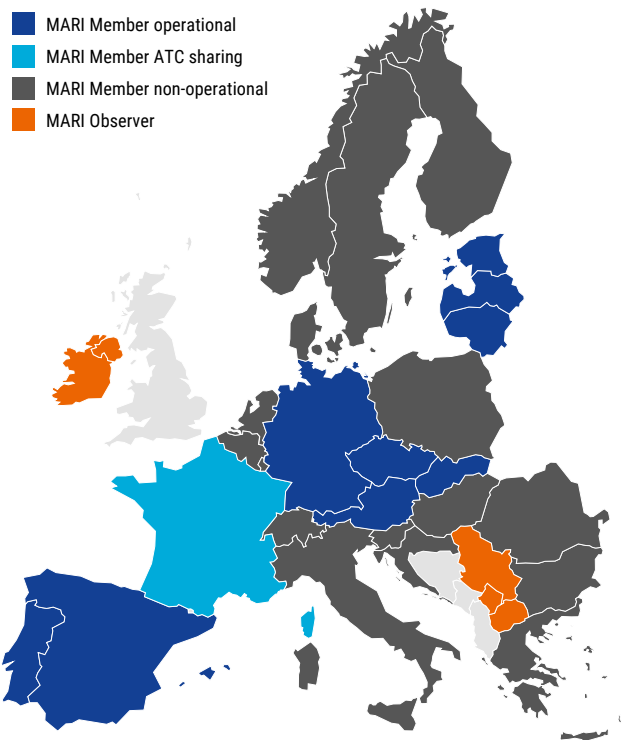 MARI Member operational
MARI Member ATC sharing
MARI Member non-operational
MARI Observer